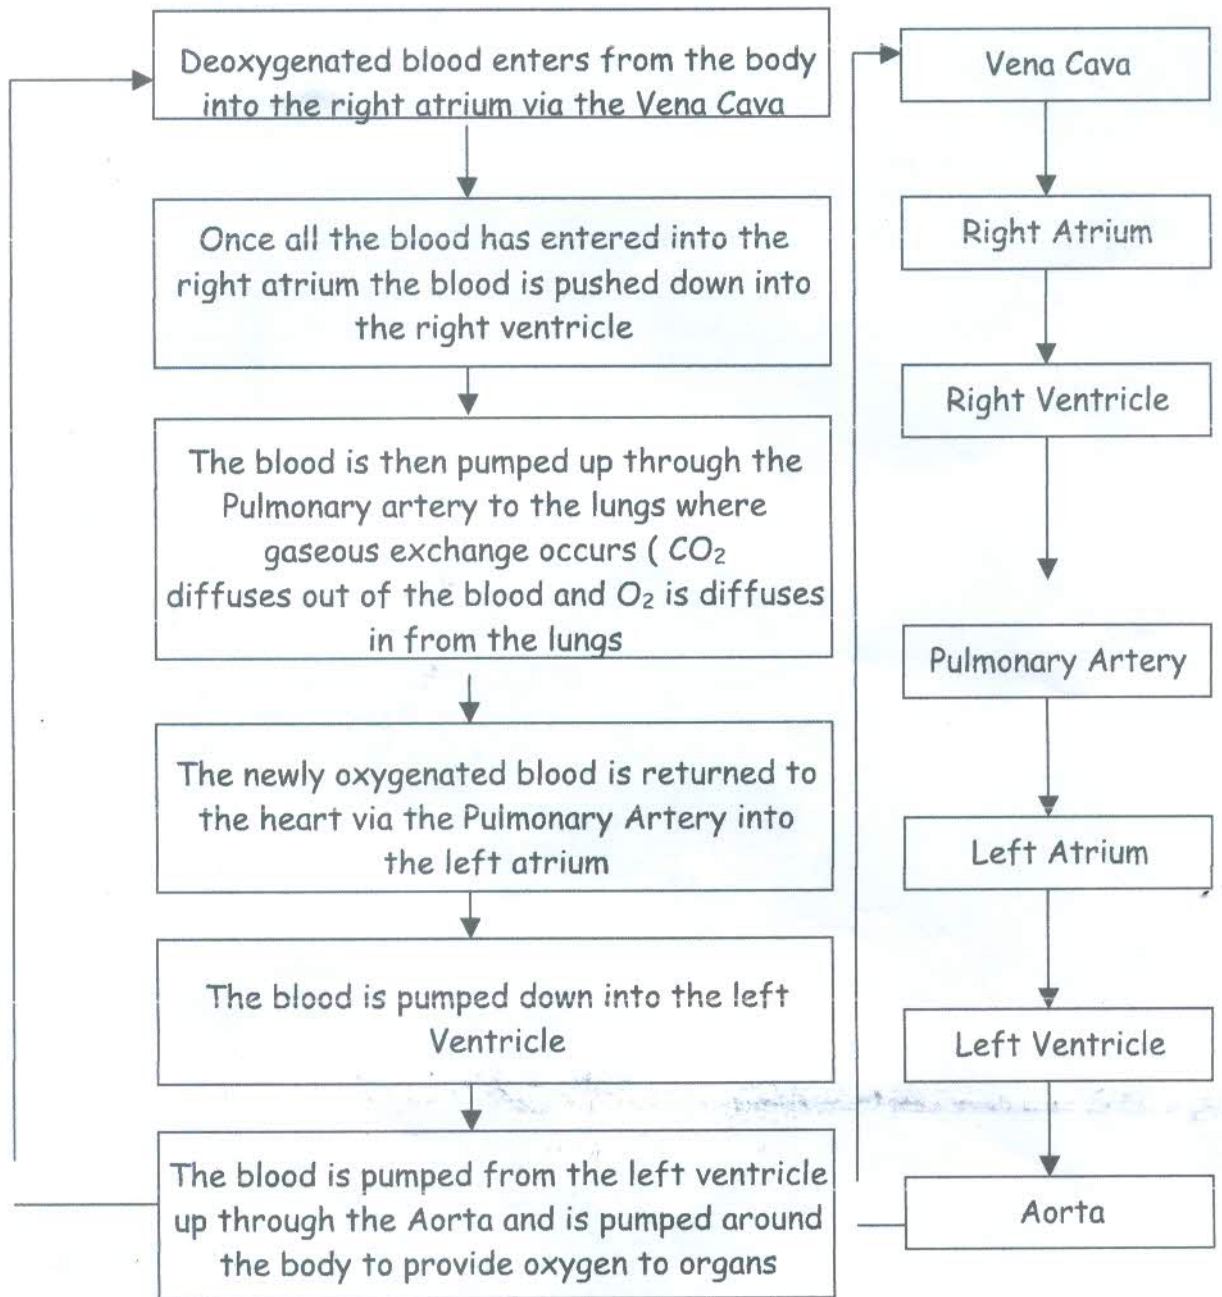 Deoxygenated blood enters from the body
into the right atrium via the Vena Cava
Once all the blood has entered into the
right atrium the blood is pushed down into
the right ventricle
The blood is then pumped up through the
Pulmonary artery to the lungs where
gaseous exchange occurs ( CO₂
diffuses out of the blood and O₂ is diffuses
in from the lungs
The newly oxygenated blood is returned to
the heart via the Pulmonary Artery into
the left atrium
The blood is pumped down into the left
Ventricle
The blood is pumped from the left ventricle
up through the Aorta and is pumped around
the body to provide oxygen to organs
Vena Cava
Right Atrium
Right Ventricle
Pulmonary Artery
Left Atrium
Left Ventricle
Aorta